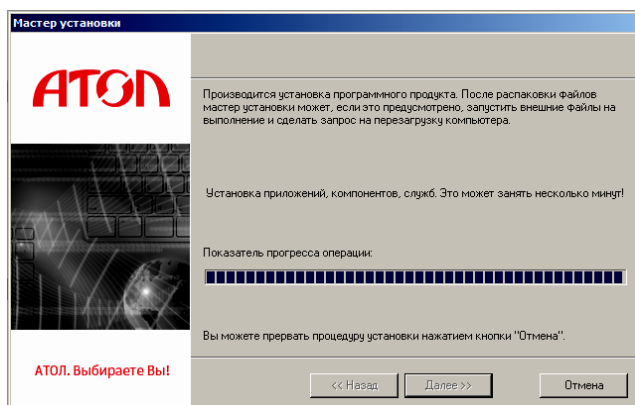 Мастер установки
АТОЛ
Производится установка программного продукта. После распаковки файлов
мастер установки может, если это предусмотрено, запустить внешние файлы на
выполнение и сделать запрос на перезагрузку компьютера.
Установка приложений, компонентов, служб. Это может занять несколько минут!
Показатель прогресса операции:
Вы можете прервать процедуру установки нажатием кнопки "Отмена".
АТОЛ. Выбираете Вы!
<< Назад Далее >> Отмена